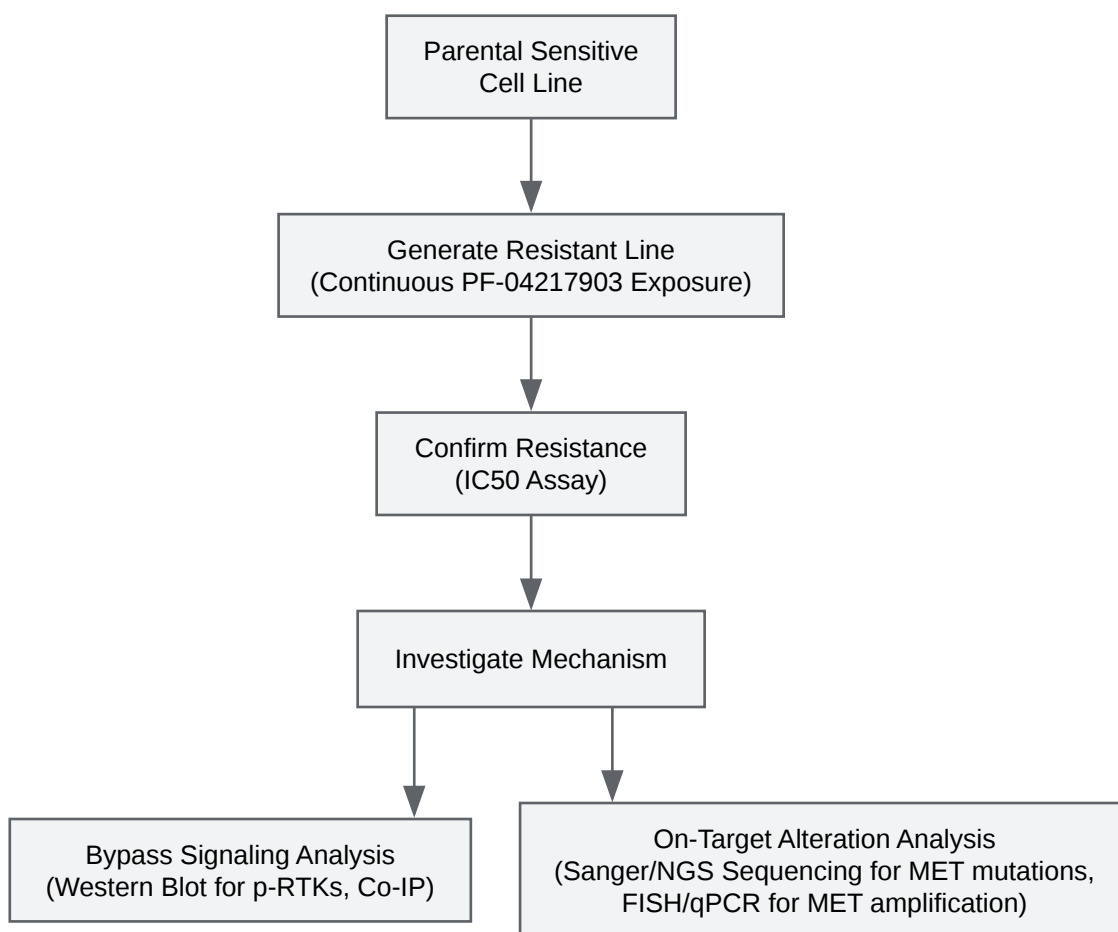 Parental Sensitive
Cell Line
Generate Resistant Line
(Continuous PF-04217903 Exposure)
Confirm Resistance
(IC50 Assay)
Investigate Mechanism
Bypass Signaling Analysis
(Western Blot for p-RTKs, Co-IP)
On-Target Alteration Analysis
(Sanger/NGS Sequencing for MET mutations,
FISH/qPCR for MET amplification)